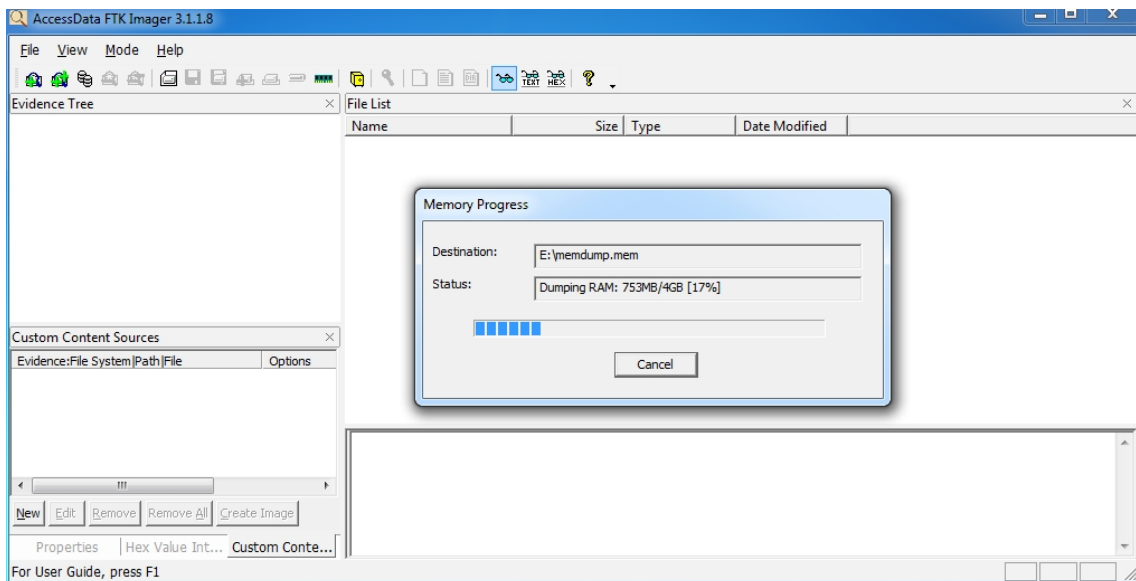 AccessData FTK Imager 3.1.1.8
File View Mode Help
TEXT HEX
Evidence Tree
File List
Name Size Type Date Modified
Memory Progress
Destination: E:\memdump.mem
Status: Dumping RAM: 753MB/4GB [17%]
Cancel
Custom Content Sources
Evidence:File System|Path|File Options
New Edit Remove Remove All Create Image
Properties Hex Value Int... Custom Conte...
For User Guide, press F1